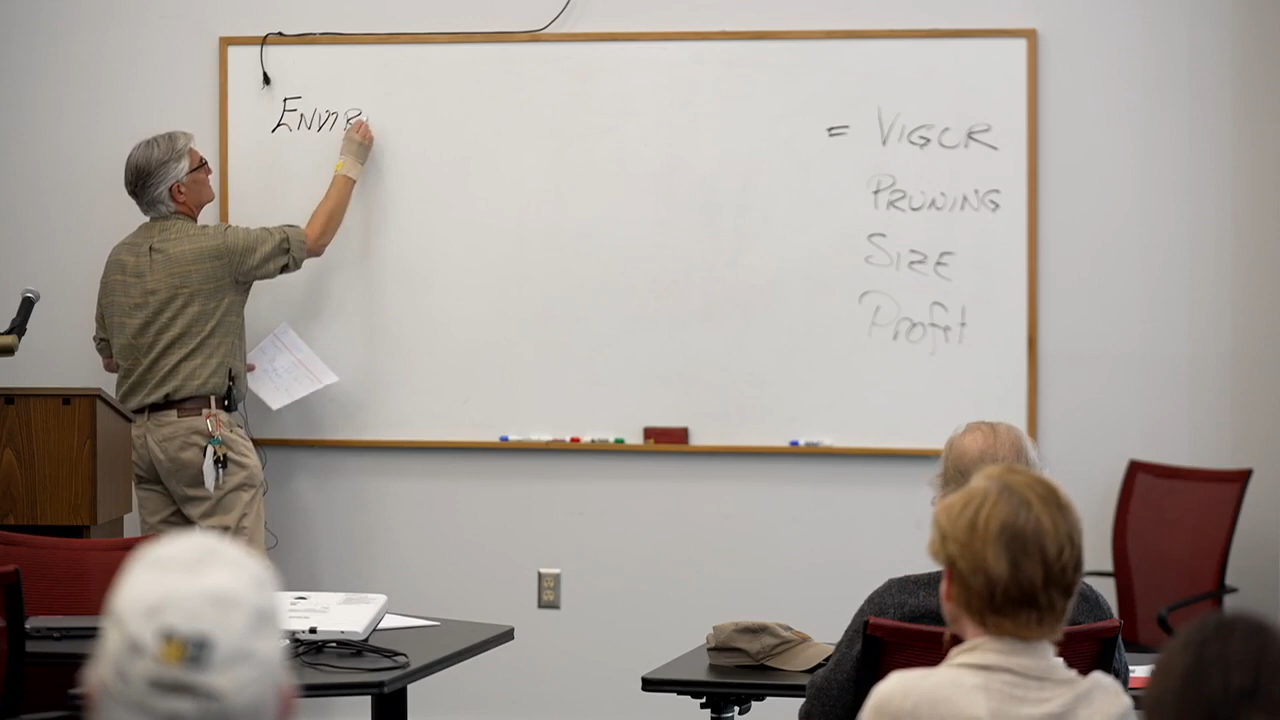 ENVIR
= VIGOR
PRUNING
SIZE
Profit